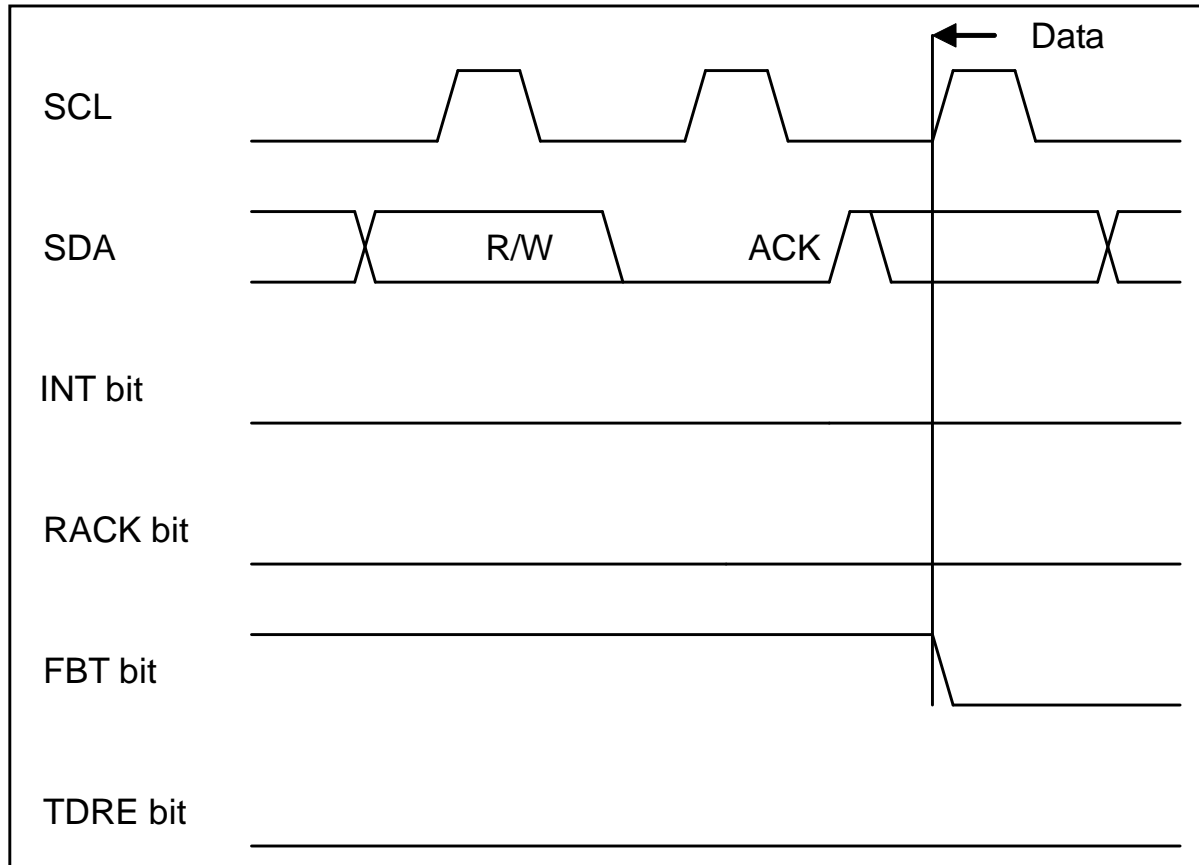 Data
SCL
SDA
R/W
ACK
INT bit
RACK bit
FBT bit
TDRE bit